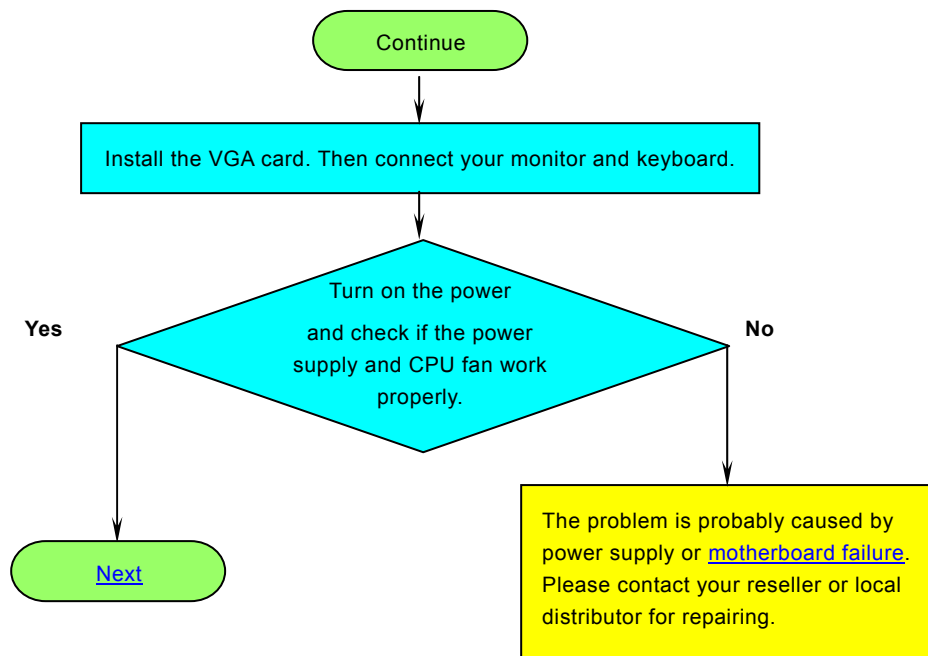 Continue
Install the VGA card. Then connect your monitor and keyboard.
Turn on the power
and check if the power
supply and CPU fan work
properly.
Yes
No
Next
The problem is probably caused by
power supply or motherboard failure.
Please contact your reseller or local
distributor for repairing.